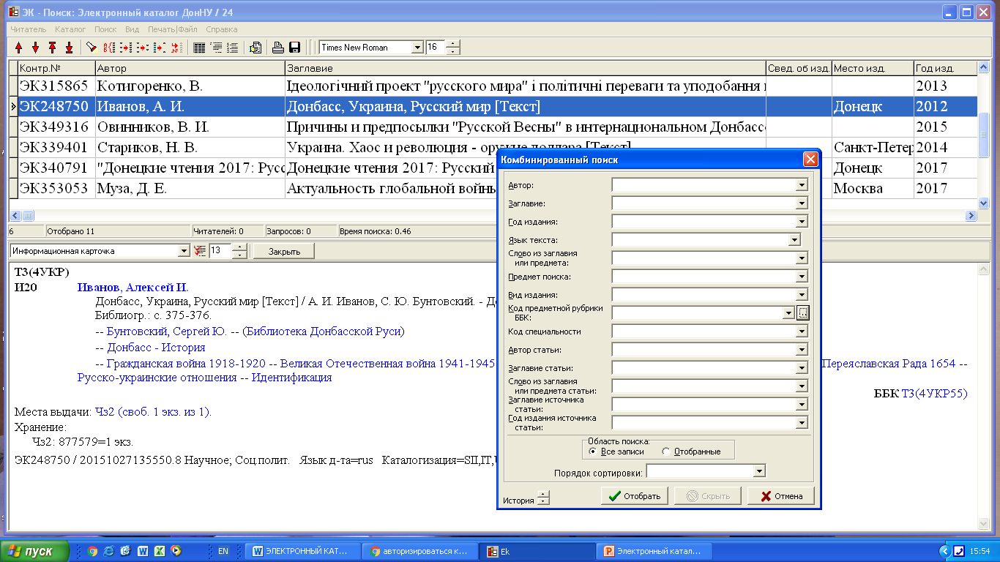 ЭК - Поиск: Электронный каталог ДонНУ / 24
Читатель Каталог Поиск Вид Печать|Файл Справка
Times New Roman 16
Контр.№ Автор Заглавие Свед. об изд. Место изд. Год изд.
ЭК315865 Котигоренко, В. Ідеологічний проект "русского мира" і політичні переваги та уподобання 2013
ЭК248750 Иванов, А. И. Донбасс, Украина, Русский мир [Текст] Донецк 2012
ЭК349316 Овинников, В. И. Причины и предпосылки "Русской Весны" в интернациональном Донбасс 2015
ЭК339401 Стариков, Н. В. Украина. Хаос и революция - оружие доллара [Текст] Санкт-Петер 2014
ЭК340791 "Донецкие чтения 2017: Русс Донецкие чтения 2017: Русский Донецк 2017
ЭК353053 Муза, Д. Е. Актуальность глобальной войны Москва 2017
6 Отобрано 11 Читателей: 0 Запросов: 0 Время поиска: 0.46
Информационная карточка 13 Закрыть
Т3(4УКР)
И20 Иванов, Алексей И.
Донбасс, Украина, Русский мир [Текст] / А. И. Иванов, С. Ю. Бунтовский. - До
Библиогр.: с. 375-376.
-- Бунтовский, Сергей Ю. -- (Библиотека Донбасской Руси)
-- Донбасс - История
-- Гражданская война 1918-1920 -- Великая Отечественная война 1941-1945 Переяславская Рада 1654 --
Русско-украинские отношения -- Идентификация
ББК Т3(4УКР55)
Места выдачи: Чз2 (своб. 1 экз. из 1).
Хранение:
Чз2: 877579=1 экз.
ЭК248750 / 20151027135550.8 Научное; Соц.полит. Язык д-та=rus Каталогизация=SII,IT,
Комбинированный поиск
Автор:
Заглавие:
Год издания:
Язык текста:
Слово из заглавия
или предмета:
Предмет поиска:
Вид издания:
Код предметной рубрики
ББК:
...
Код специальности
Автор статьи:
Заглавие статьи:
Слово из заглавия
или предмета статьи:
Заглавие источника
статьи:
Год издания источника
статьи:
Область поиска:
Все записи Отобранные
Порядок сортировки:
История Отобрать Скрыть Отмена
пуск EN ЭЛЕКТРОННЫЙ КАТ... авторизироваться к... Ek Электронный катал... 15:54